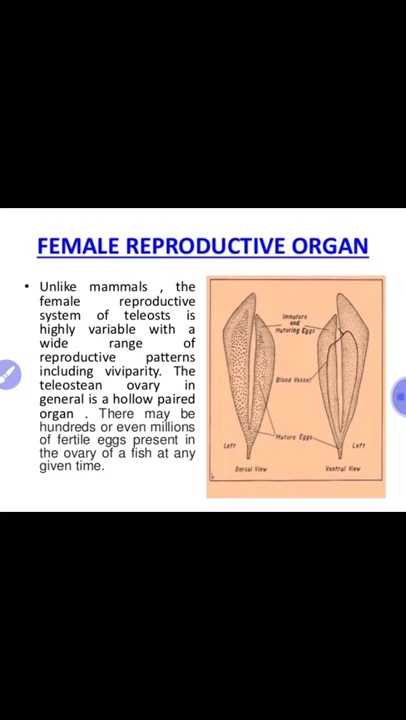 FEMALE REPRODUCTIVE ORGAN
• Unlike mammals , the
female reproductive
system of teleosts is
highly variable with a
wide range of
reproductive patterns
including viviparity. The
teleostean ovary in
general is a hollow paired
organ . There may be
hundreds or even millions
of fertile eggs present in
the ovary of a fish at any
given time.
Immature
and
Maturing Eggs
Blood Vessel
Mature Eggs
Left
Left
Dorsal View
Ventral View